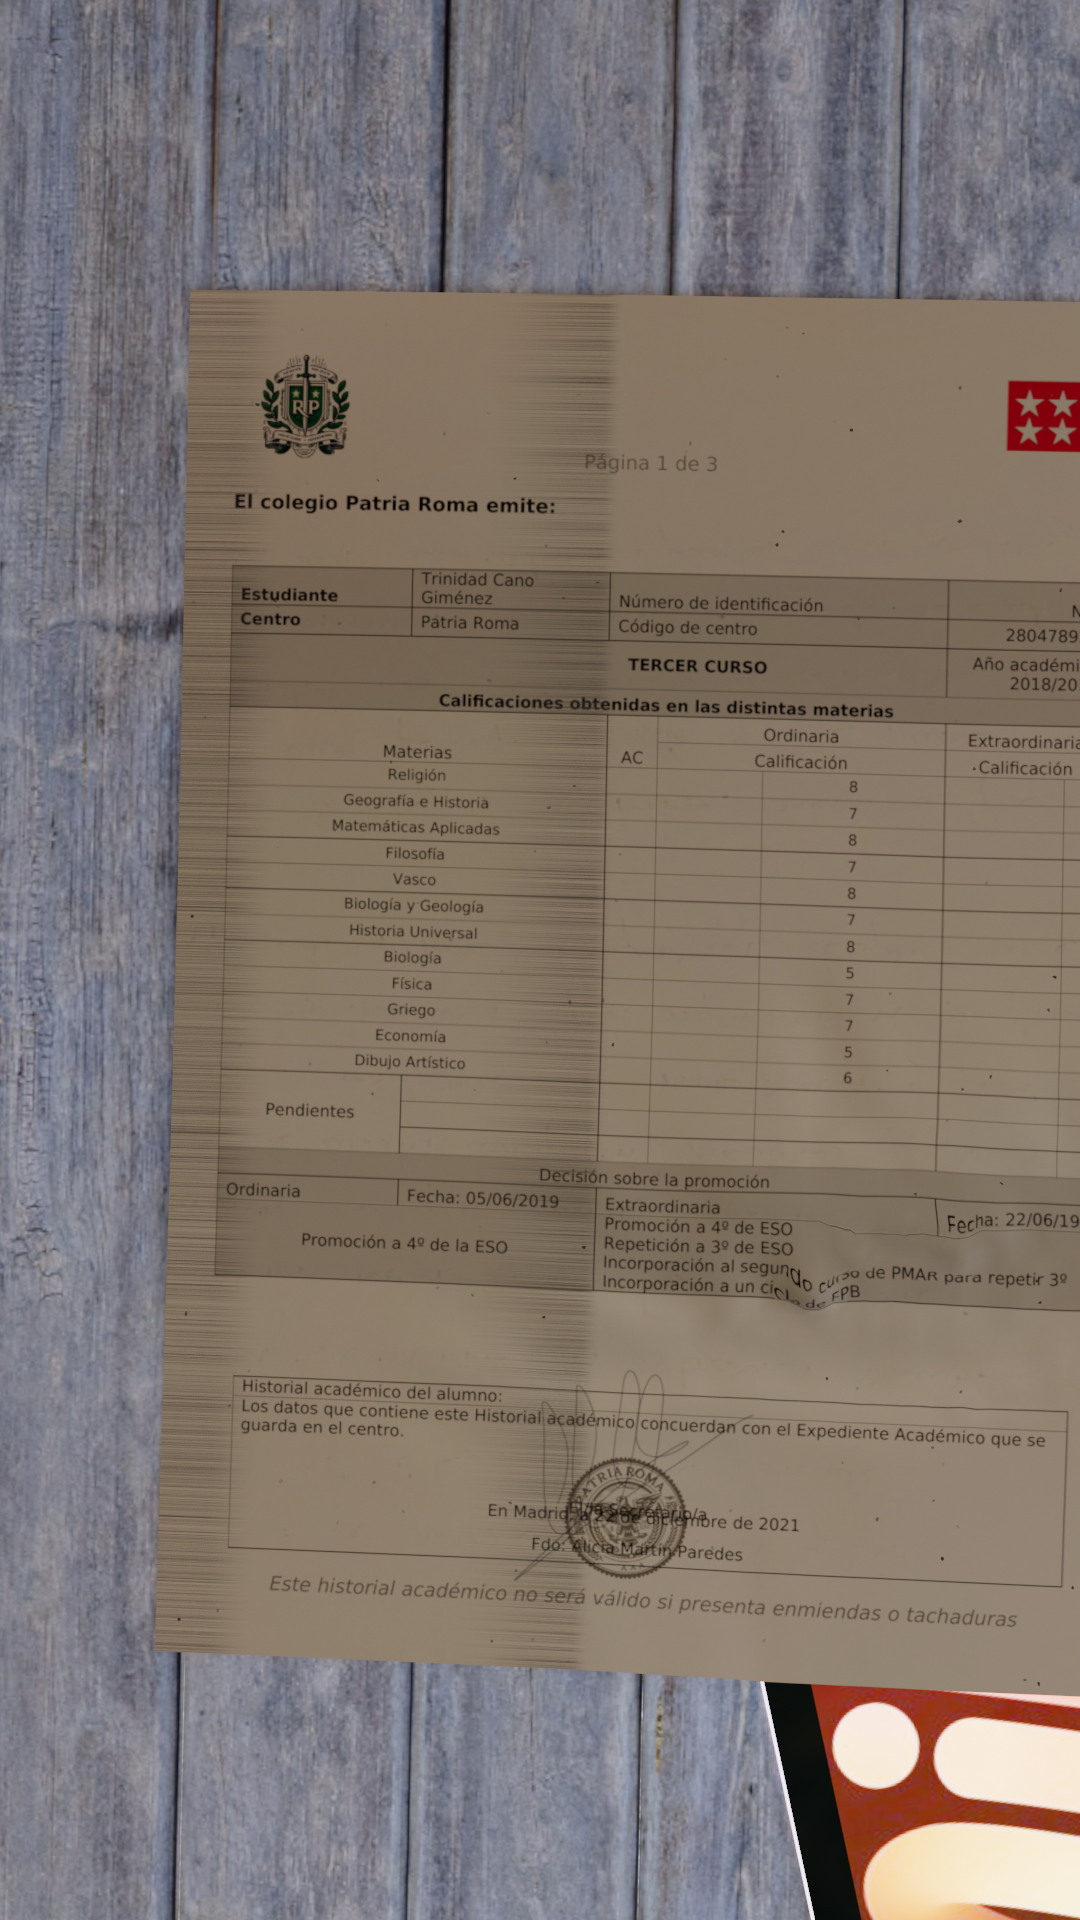 RP
Página 1 de 3
El colegio Patria Roma emite:
Estudiante Trinidad Cano Giménez Número de identificación N
Centro Patria Roma Código de centro 2804789
TERCER CURSO Año académi
2018/20
Calificaciones obtenidas en las distintas materias
Materias AC Ordinaria Extraordinaria
Calificación Calificación
Religión 8
Geografía e Historia 7
Matemáticas Aplicadas 8
Filosofía 7
Vasco 8
Biología y Geología 7
Historia Universal 8
Biología 5
Física 7
Griego 7
Economía 5
Dibujo Artístico 6
Pendientes
Decisión sobre la promoción
Ordinaria Fecha: 05/06/2019 Extraordinaria Fecha: 22/06/19
Promoción a 4º de la ESO
Promoción a 4º de ESO
Repetición a 3º de ESO
Incorporación al segundo curso de PMAR para repetir 3º
Incorporación a un ciclo de FPB
Historial académico del alumno:
Los datos que contiene este Historial académico concuerdan con el Expediente Académico que se
guarda en el centro.
PATRIA ROMA
El/la Secretario/a
En Madrid, a 22 de diciembre de 2021
Fdo: Alicia Martín Paredes
Este historial académico no será válido si presenta enmiendas o tachaduras